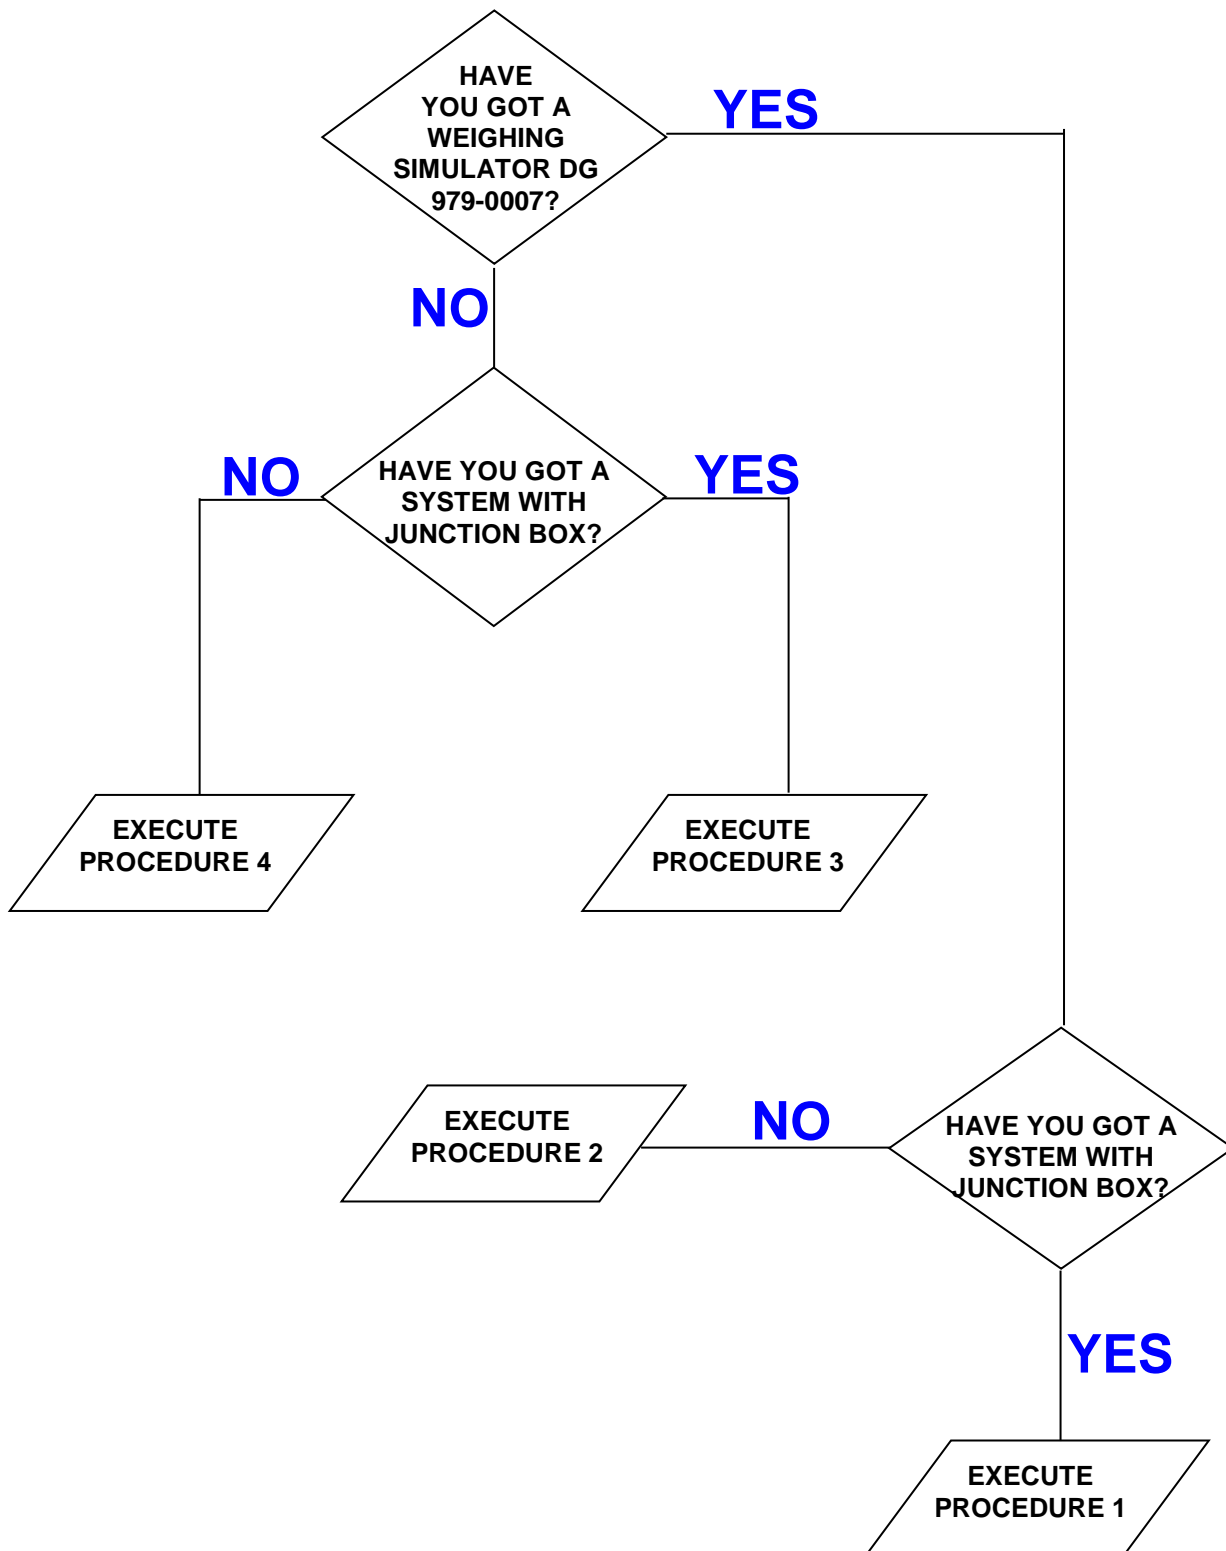 HAVE
YOU GOT A
WEIGHING
SIMULATOR DG
979-0007?
YES
NO
HAVE YOU GOT A
SYSTEM WITH
JUNCTION BOX?
NO
YES
EXECUTE
PROCEDURE 4
EXECUTE
PROCEDURE 3
HAVE YOU GOT A
SYSTEM WITH
JUNCTION BOX?
NO
EXECUTE
PROCEDURE 2
YES
EXECUTE
PROCEDURE 1